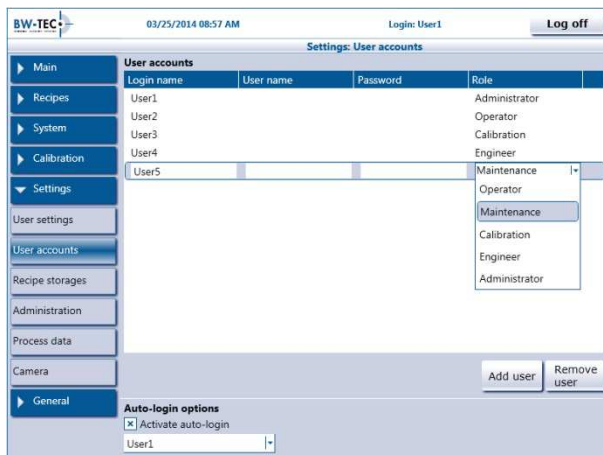 BW-TEC
03/25/2014 08:57 AM
Login: User1
Log off
Settings: User accounts
Main
Recipes
System
Calibration
Settings
User settings
User accounts
Recipe storages
Administration
Process data
Camera
General
User accounts
Login name User name Password Role
User1 Administrator
User2 Operator
User3 Calibration
User4 Engineer
User5 Maintenance
Operator
Maintenance
Calibration
Engineer
Administrator
Add user
Remove user
Auto-login options
Activate auto-login
User1